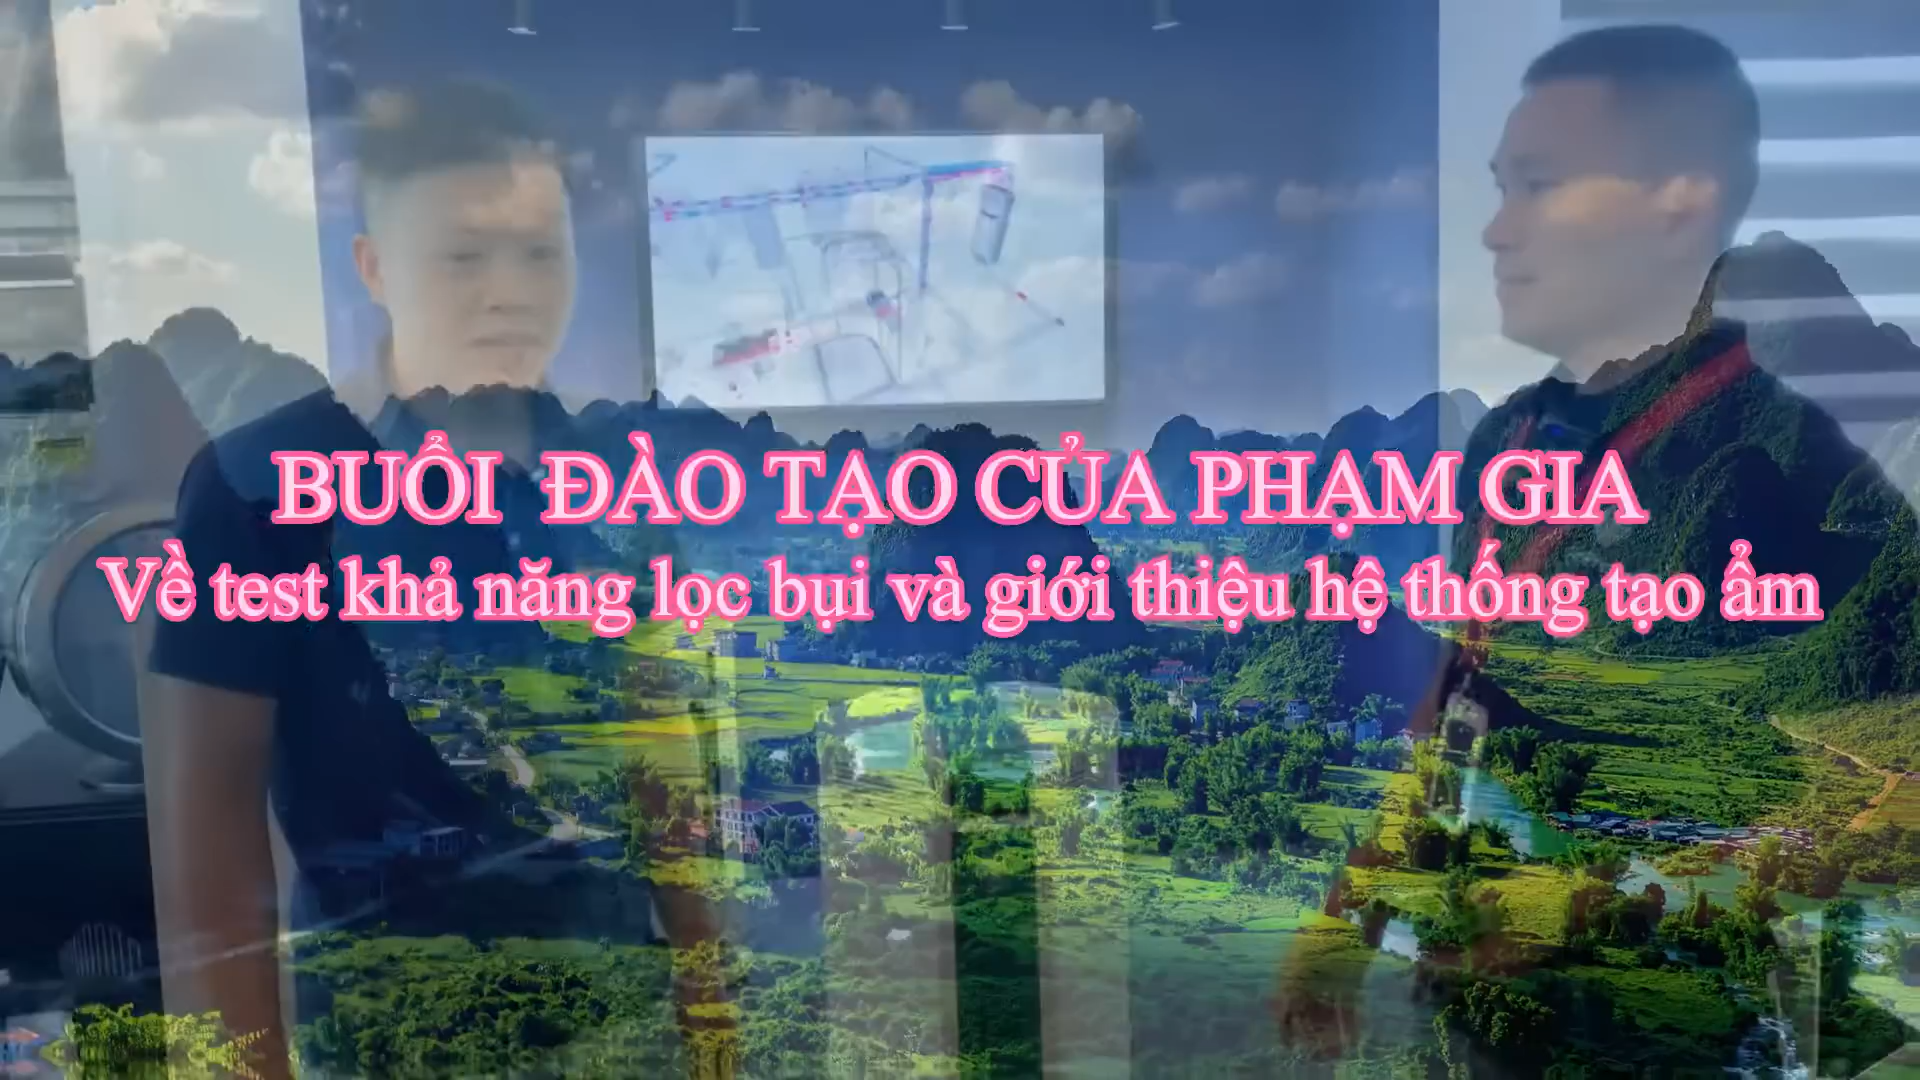 BUỔI ĐÀO TẠO CỦA PHẠM GIA
Về test khả năng lọc bụi và giới thiệu hệ thống tạo ẩm